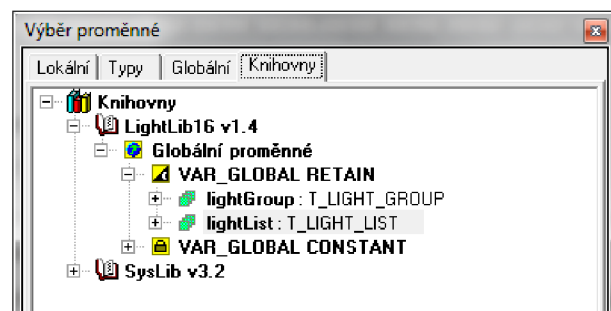 Výběr proměnné
Lokální Typy Globální Knihovny
Knihovny
LightLib16 v1.4
Globální proměnné
VAR_GLOBAL RETAIN
lightGroup : T_LIGHT_GROUP
lightList : T_LIGHT_LIST
VAR_GLOBAL CONSTANT
SysLib v3.2